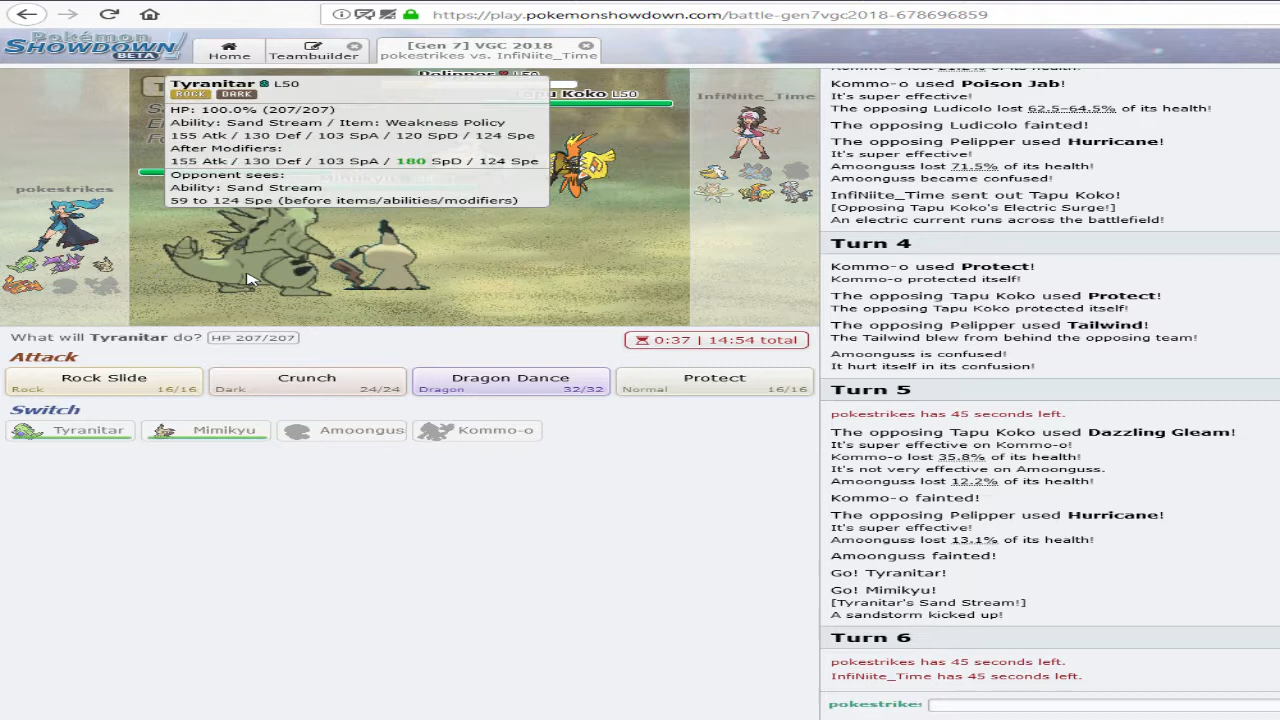 https://play.pokemonshowdown.com/battle-gen7vgc2018-678696859
Pokémon
SHOWDOWN!
BETA
Home
Teambuilder
[Gen 7] VGC 2018
pokestrikes vs. InfiNiite_Time
Pelipper L50
Tapu Koko L50
InfiNiite_Time
pokestrikes
Tyranitar L50
ROCK DARK
HP: 100.0% (207/207)
Ability: Sand Stream / Item: Weakness Policy
155 Atk / 130 Def / 103 SpA / 120 SpD / 124 Spe
After Modifiers:
155 Atk / 130 Def / 103 SpA / 180 SpD / 124 Spe
Opponent sees:
Ability: Sand Stream
59 to 124 Spe (before items/abilities/modifiers)
What will Tyranitar do? HP 207/207
0:37 | 14:54 total
Attack
Rock Slide
Rock 16/16
Crunch
Dark 24/24
Dragon Dance
Dragon 32/32
Protect
Normal 16/16
Switch
Tyranitar
Mimikyu
Amoongus
Kommo-o
Kommo-o used Poison Jab!
It's super effective!
The opposing Ludicolo lost 62.5–64.5% of its health!
The opposing Ludicolo fainted!
The opposing Pelipper used Hurricane!
It's super effective!
Amoonguss lost 71.5% of its health!
Amoonguss became confused!
InfiNiite_Time sent out Tapu Koko!
[Opposing Tapu Koko's Electric Surge!]
An electric current runs across the battlefield!
Turn 4
Kommo-o used Protect!
Kommo-o protected itself!
The opposing Tapu Koko used Protect!
The opposing Tapu Koko protected itself!
The opposing Pelipper used Tailwind!
The Tailwind blew from behind the opposing team!
Amoonguss is confused!
It hurt itself in its confusion!
Turn 5
pokestrikes has 45 seconds left.
The opposing Tapu Koko used Dazzling Gleam!
It's super effective on Kommo-o!
Kommo-o lost 35.8% of its health!
It's not very effective on Amoonguss.
Amoonguss lost 12.2% of its health!
Kommo-o fainted!
The opposing Pelipper used Hurricane!
It's super effective!
Amoonguss lost 13.1% of its health!
Amoonguss fainted!
Go! Tyranitar!
Go! Mimikyu!
[Tyranitar's Sand Stream!]
A sandstorm kicked up!
Turn 6
pokestrikes has 45 seconds left.
InfiNiite_Time has 45 seconds left.
pokestrikes: